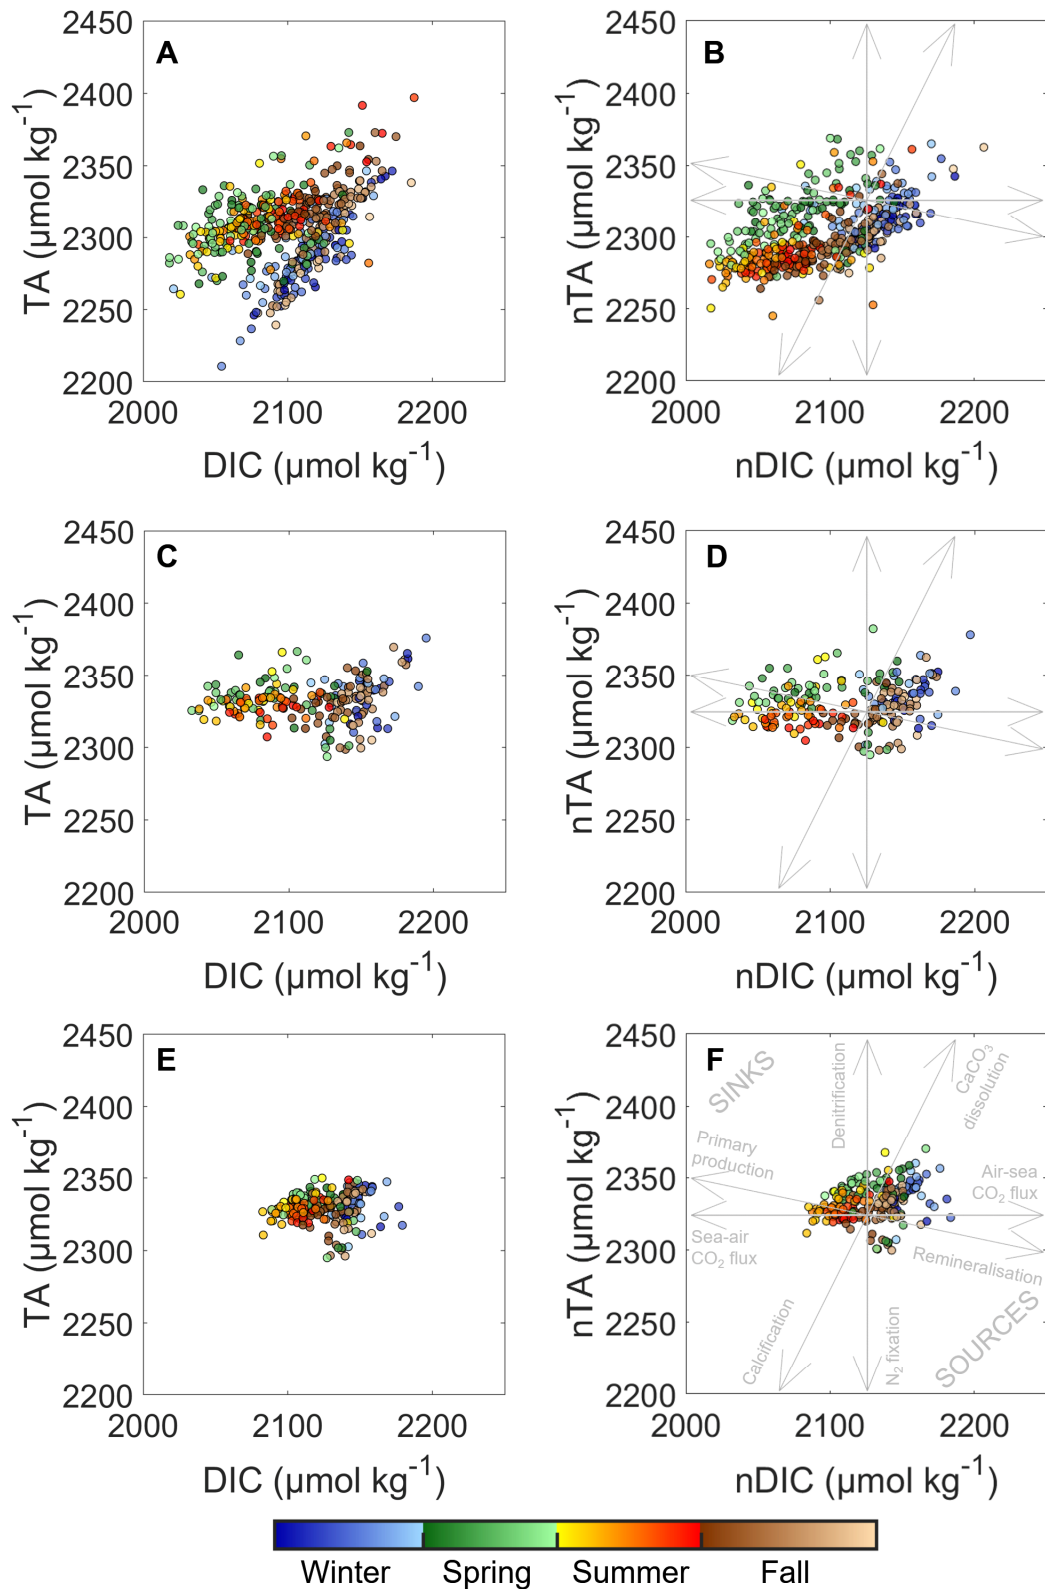 A
TA (µmol kg⁻¹)
2450
2400
2350
2300
2250
2200
2000
2100
2200
DIC (µmol kg⁻¹)
B
nTA (µmol kg⁻¹)
2450
2400
2350
2300
2250
2200
2000
2100
2200
nDIC (µmol kg⁻¹)
C
TA (µmol kg⁻¹)
2450
2400
2350
2300
2250
2200
2000
2100
2200
DIC (µmol kg⁻¹)
D
nTA (µmol kg⁻¹)
2450
2400
2350
2300
2250
2200
2000
2100
2200
nDIC (µmol kg⁻¹)
E
TA (µmol kg⁻¹)
2450
2400
2350
2300
2250
2200
2000
2100
2200
DIC (µmol kg⁻¹)
F
nTA (µmol kg⁻¹)
2450
2400
2350
2300
2250
2200
2000
2100
2200
nDIC (µmol kg⁻¹)
SINKS
Denitrification
CaCO₃
dissolution
Primary
production
Air-sea
CO₂ flux
Sea-air
CO₂ flux
Remineralisation
Calcification
N₂ fixation
SOURCES
Winter
Spring
Summer
Fall